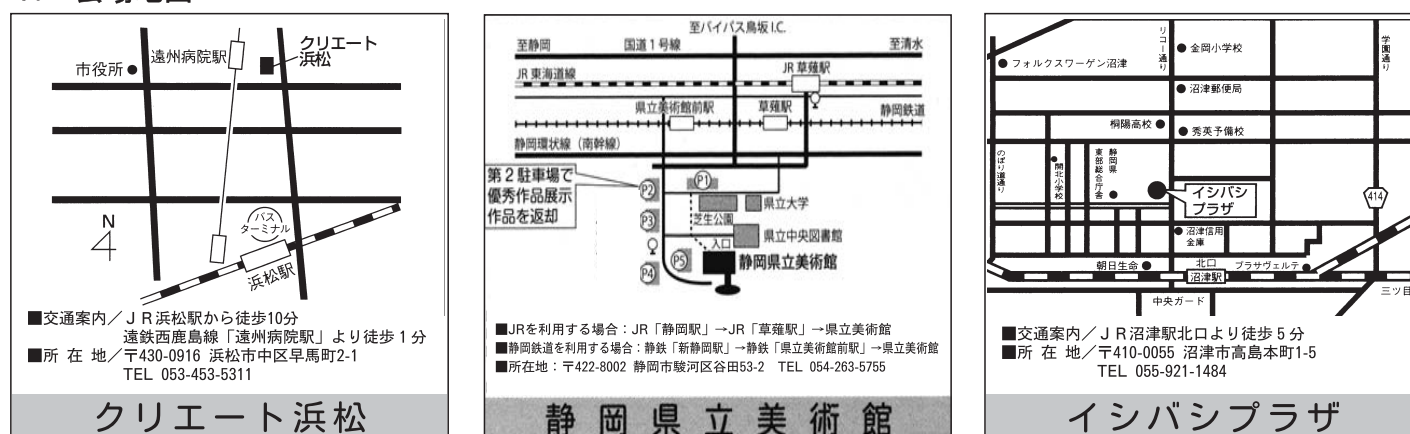 市役所
遠州病院駅
クリエート
浜松
N
バス
ターミナル
浜松駅
■交通案内／ＪＲ浜松駅から徒歩10分
遠鉄西鹿島線「遠州病院駅」より徒歩１分
■所 在 地／〒430-0916 浜松市中区早馬町2-1
TEL 053-453-5311
クリエート浜松
至バイパス鳥坂I.C.
至静岡
国道１号線
至清水
JR東海道線
JR草薙駅
県立美術館前駅
草薙駅
静岡鉄道
静岡環状線（南幹線）
第２駐車場で
優秀作品展示
作品を返却
P2
P1
県立大学
P3
芝生公園
県立中央図書館
入口
P5
静岡県立美術館
P4
■JRを利用する場合：JR「静岡駅」→JR「草薙駅」→県立美術館
■静岡鉄道を利用する場合：静鉄「新静岡駅」→静鉄「県立美術館前駅」→県立美術館
■所在地：〒422-8002 静岡市駿河区谷田53-2 TEL 054-263-5755
静岡県立美術館
リコー通り
学園通り
金岡小学校
フォルクスワーゲン沼津
沼津郵便局
桐陽高校
秀英予備校
のぼり道通り
開北小学校
静岡県
東部総合庁舎
イシバシ
プラザ
414
沼津信用
金庫
朝日生命
北口
プラサヴェルデ
沼津駅
三ツ目
中央ガード
■交通案内／ＪＲ沼津駅北口より徒歩５分
■所 在 地／〒410-0055 沼津市高島本町1-5
TEL 055-921-1484
イシバシプラザ